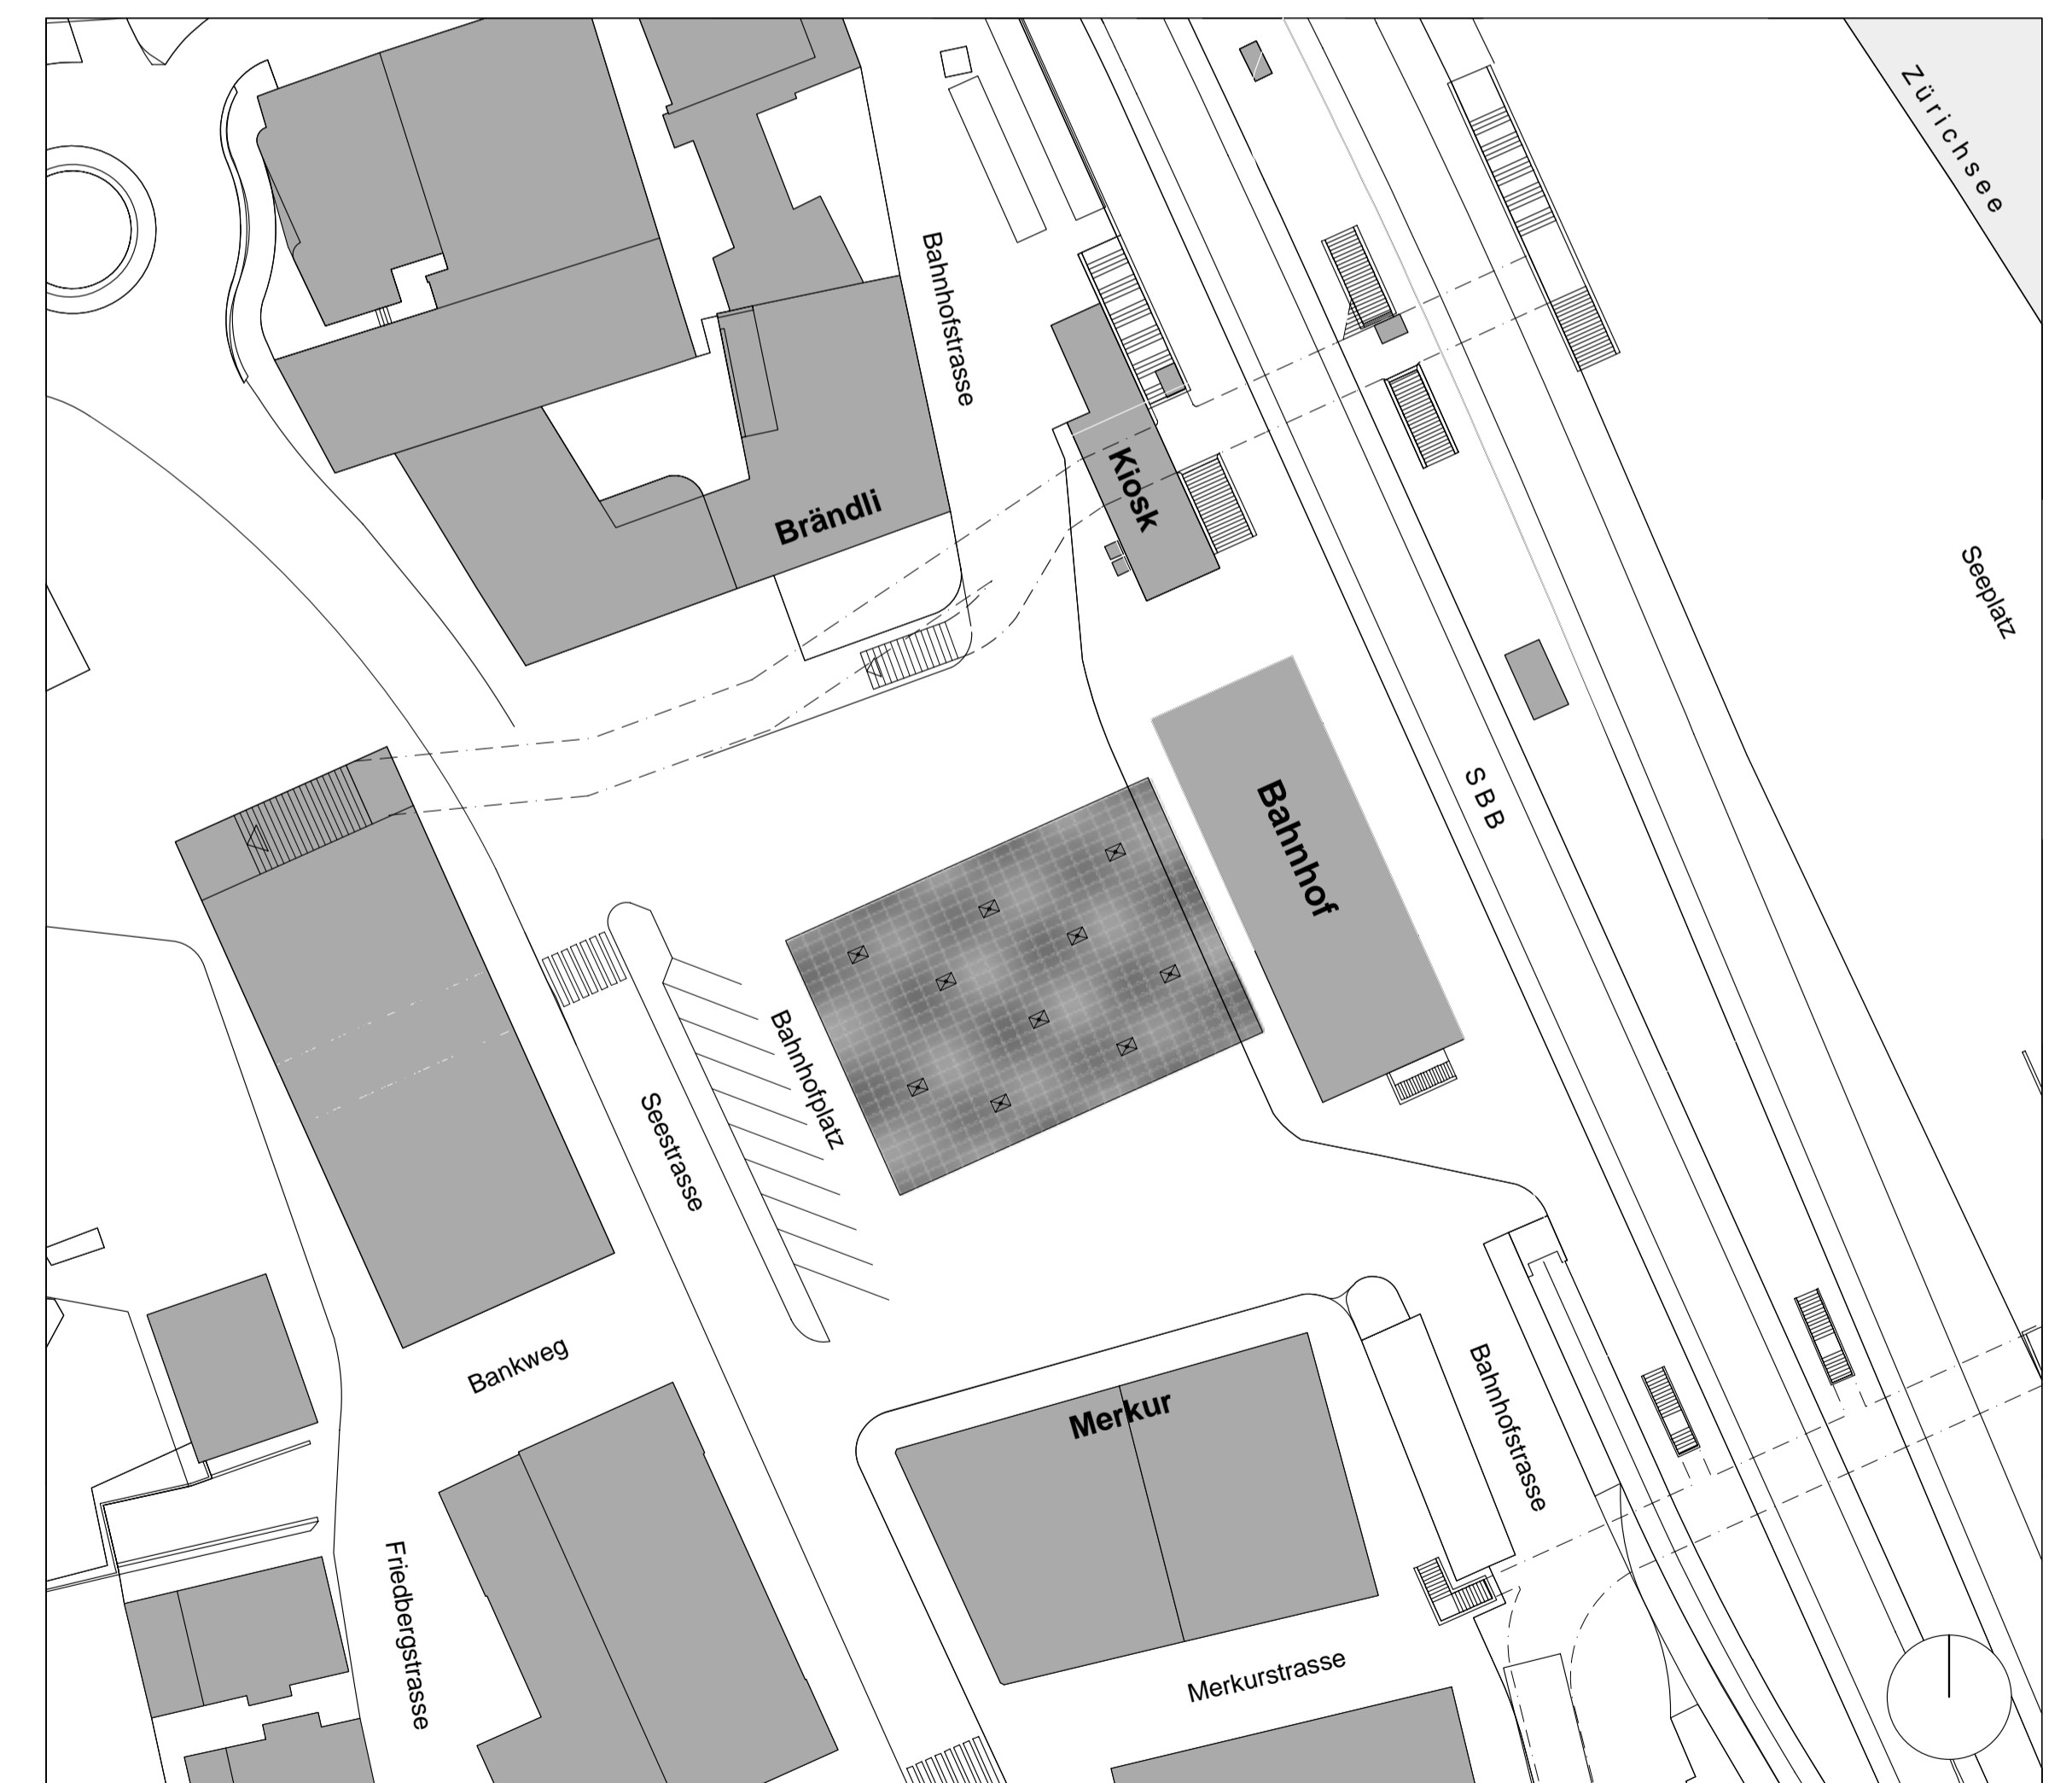 Zürichsee
Bahnhofstrasse
Kiosk
Brändli
Seeplatz
SBB
Bahnhof
Bahnhofplatz
Seestrasse
Bankweg
Merkur
Bahnhofstrasse
Friedbergstrasse
Merkurstrasse